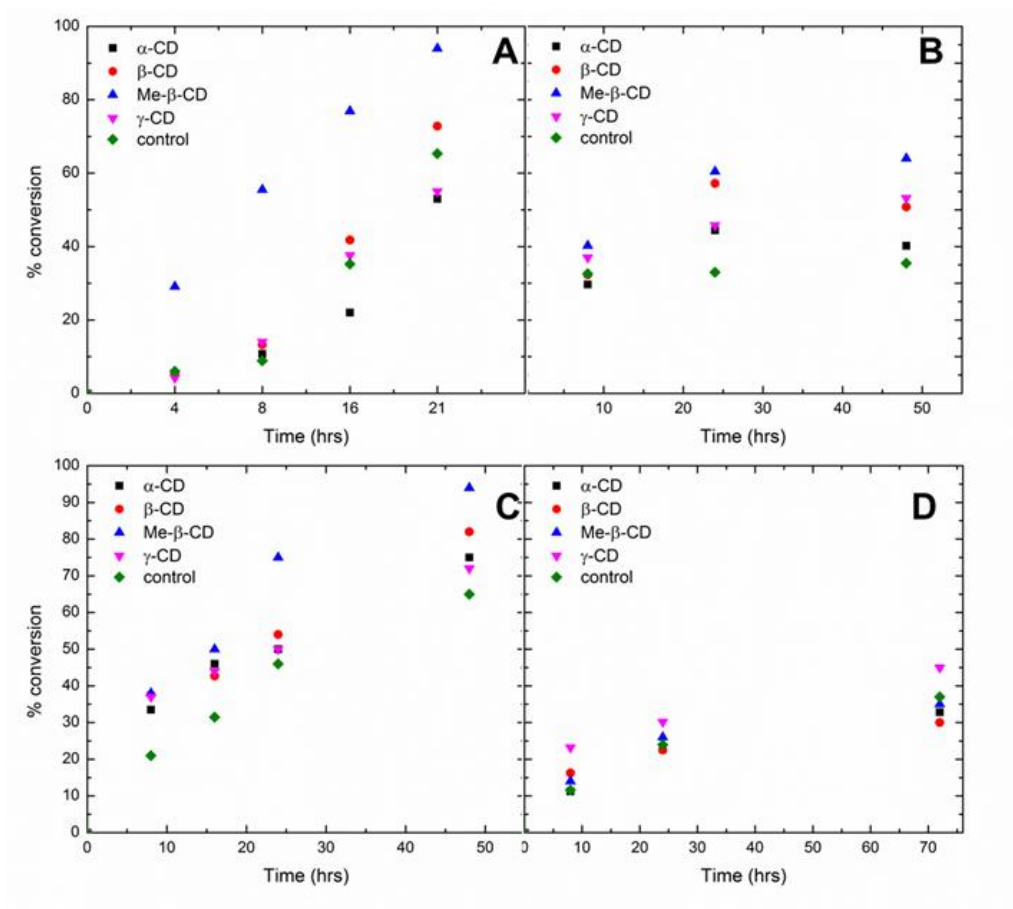 A
α-CD
β-CD
Me-β-CD
γ-CD
control
100
80
60
40
20
0
% conversion
0 4 8 16 21
Time (hrs)
B
α-CD
β-CD
Me-β-CD
γ-CD
control
10 20 30 40 50
Time (hrs)
C
α-CD
β-CD
Me-β-CD
γ-CD
control
100
90
80
70
60
50
40
30
20
10
0
% conversion
0 10 20 30 40 50
Time (hrs)
D
α-CD
β-CD
Me-β-CD
γ-CD
control
0 10 20 30 40 50 60 70
Time (hrs)